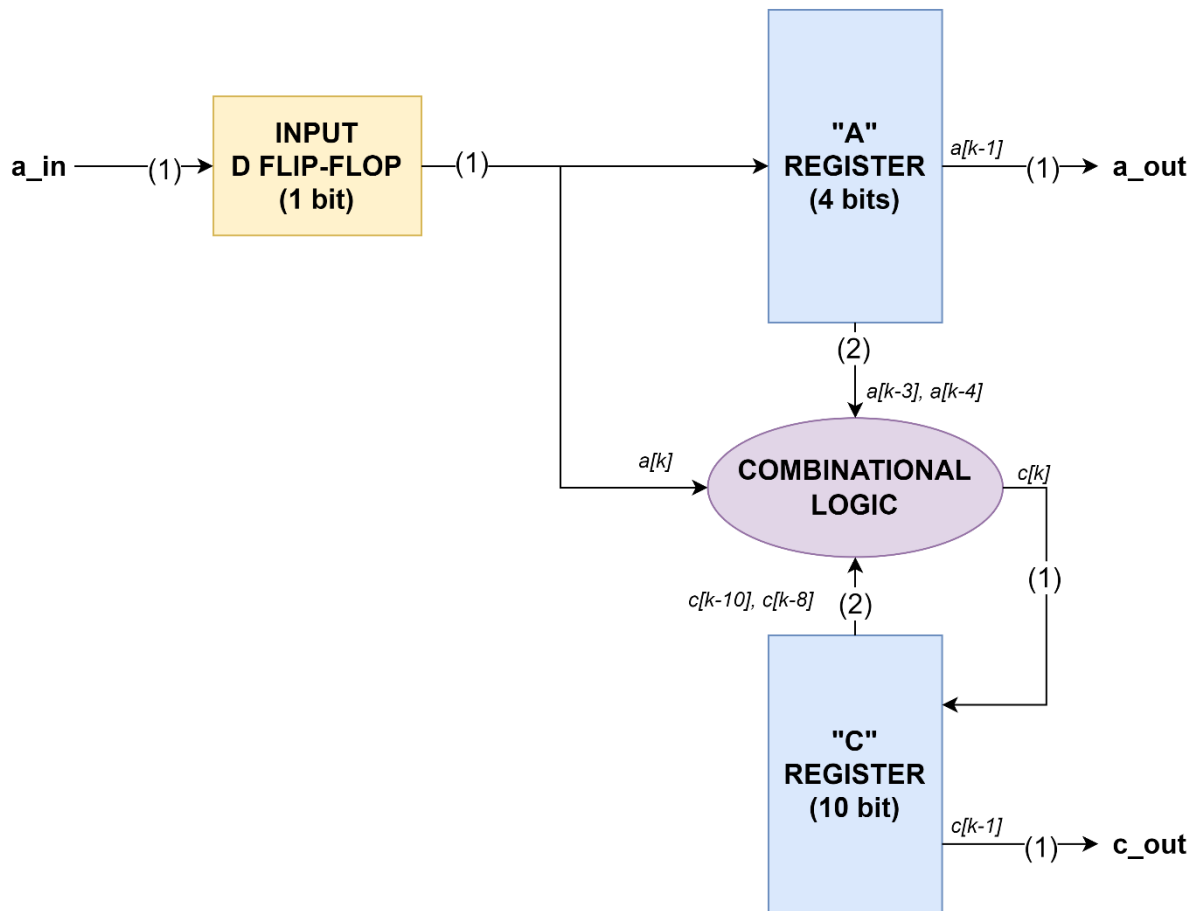 a_in
(1)
INPUT
D FLIP-FLOP
(1 bit)
(1)
"A"
REGISTER
(4 bits)
a[k-1]
(1)
a_out
(2)
a[k-3], a[k-4]
a[k]
COMBINATIONAL
LOGIC
c[k]
(1)
c[k-10], c[k-8]
(2)
"C"
REGISTER
(10 bit)
c[k-1]
(1)
c_out